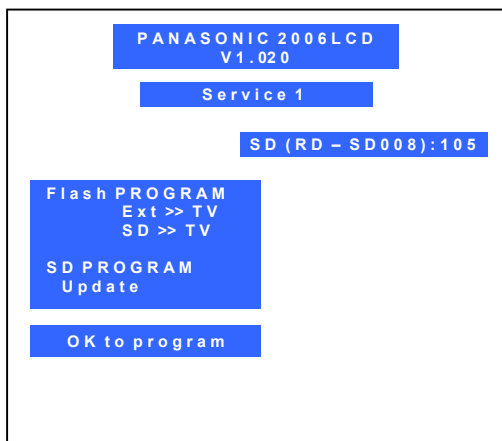 PANASONIC 2006LCD
V1.020
Service 1
SD (RD – SD008):105
Flash PROGRAM
Ext >> TV
SD >> TV
SD PROGRAM
Update
OK to program